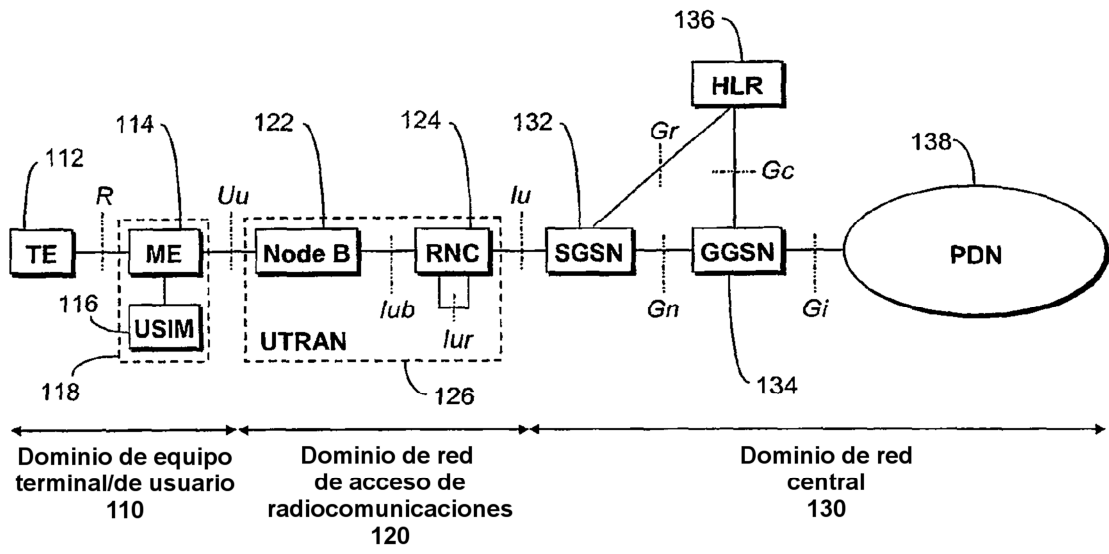 136
HLR
114
122
124
132
Gr
138
112
R
Uu
Iu
Gc
TE
ME
Node B
RNC
SGSN
GGSN
PDN
116
USIM
Iub
Iur
Gn
Gi
UTRAN
118
126
134
Dominio de equipo
terminal/de usuario
110
Dominio de red
de acceso de
radiocomunicaciones
120
Dominio de red
central
130